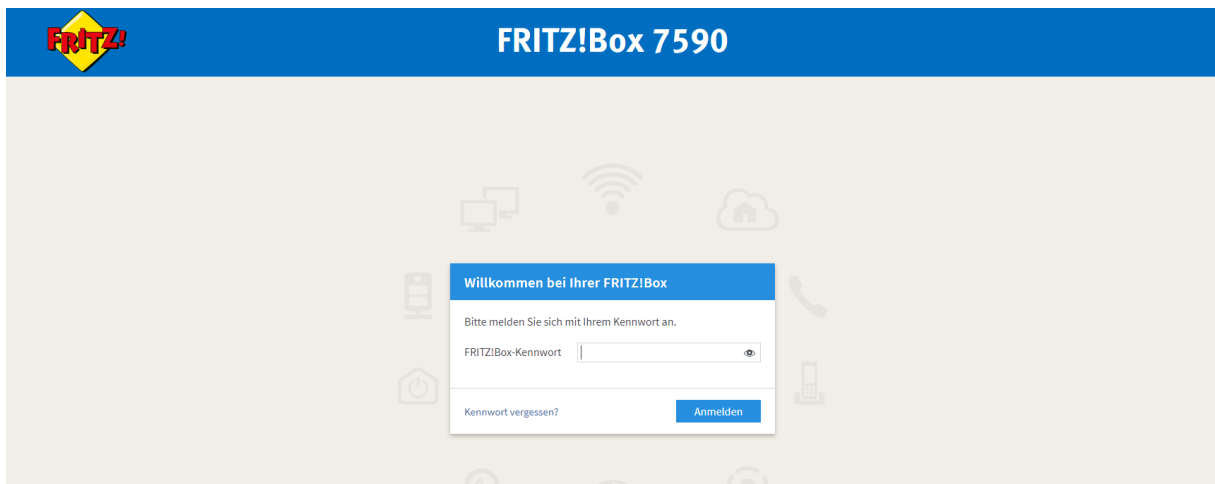 FRITZ!
FRITZ!Box 7590
Willkommen bei Ihrer FRITZ!Box
Bitte melden Sie sich mit Ihrem Kennwort an.
FRITZ!Box-Kennwort
Kennwort vergessen?
Anmelden